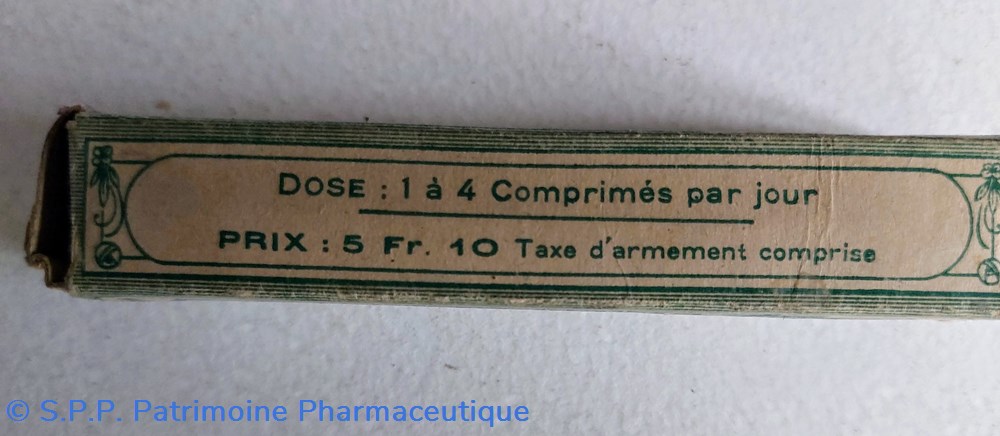 DOSE : 1 à 4 Comprimés par jour
PRIX : 5 Fr. 10 Taxe d'armement comprise
© S.P.P. Patrimoine Pharmaceutique